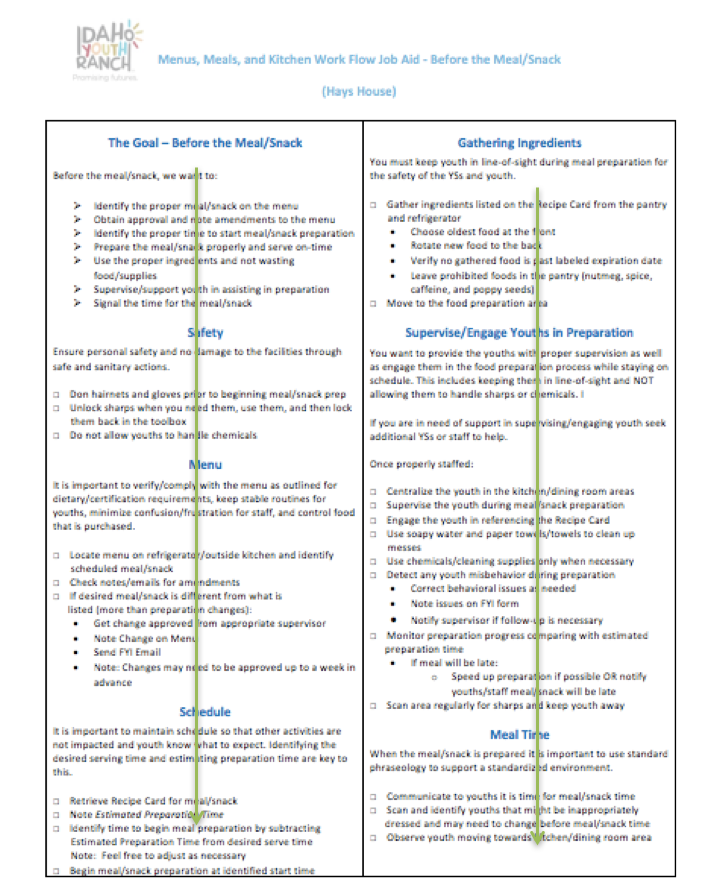 IDAHO
YOUTH
RANCH
Promising futures.
Menus, Meals, and Kitchen Work Flow Job Aid - Before the Meal/Snack
(Hays House)
The Goal – Before the Meal/Snack
Before the meal/snack, we want to:
➢ Identify the proper meal/snack on the menu
➢ Obtain approval and note amendments to the menu
➢ Identify the proper time to start meal/snack preparation
➢ Prepare the meal/snack properly and serve on-time
➢ Use the proper ingredients and not wasting
food/supplies
➢ Supervise/support youth in assisting in preparation
➢ Signal the time for the meal/snack
Safety
Ensure personal safety and no damage to the facilities through
safe and sanitary actions.
□ Don hairnets and gloves prior to beginning meal/snack prep
□ Unlock sharps when you need them, use them, and then lock
them back in the toolbox
□ Do not allow youths to handle chemicals
Menu
It is important to verify/comply with the menu as outlined for
dietary/certification requirements, keep stable routines for
youths, minimize confusion/frustration for staff, and control food
that is purchased.
□ Locate menu on refrigerator/outside kitchen and identify
scheduled meal/snack
□ Check notes/emails for amendments
□ If desired meal/snack is different from what is
listed (more than preparation changes):
• Get change approved from appropriate supervisor
• Note Change on Menu
• Send FYI Email
• Note: Changes may need to be approved up to a week in
advance
Schedule
It is important to maintain schedule so that other activities are
not impacted and youth know what to expect. Identifying the
desired serving time and estimating preparation time are key to
this.
□ Retrieve Recipe Card for meal/snack
□ Note Estimated Preparation Time
□ Identify time to begin meal preparation by subtracting
Estimated Preparation Time from desired serve time
Note: Feel free to adjust as necessary
□ Begin meal/snack preparation at identified start time
Gathering Ingredients
You must keep youth in line-of-sight during meal preparation for
the safety of the YSs and youth.
□ Gather ingredients listed on the Recipe Card from the pantry
and refrigerator
• Choose oldest food at the front
• Rotate new food to the back
• Verify no gathered food is past labeled expiration date
• Leave prohibited foods in the pantry (nutmeg, spice,
caffeine, and poppy seeds)
□ Move to the food preparation area
Supervise/Engage Youths in Preparation
You want to provide the youths with proper supervision as well
as engage them in the food preparation process while staying on
schedule. This includes keeping them in line-of-sight and NOT
allowing them to handle sharps or chemicals. I
If you are in need of support in supervising/engaging youth seek
additional YSs or staff to help.
Once properly staffed:
□ Centralize the youth in the kitchen/dining room areas
□ Supervise the youth during meal/snack preparation
□ Engage the youth in referencing the Recipe Card
□ Use soapy water and paper towels/towels to clean up
messes
□ Use chemicals/cleaning supplies only when necessary
□ Detect any youth misbehavior during preparation
• Correct behavioral issues as needed
• Note issues on FYI form
• Notify supervisor if follow-up is necessary
□ Monitor preparation progress comparing with estimated
preparation time
• If meal will be late:
○ Speed up preparation if possible OR notify
youths/staff meal/snack will be late
□ Scan area regularly for sharps and keep youth away
Meal Time
When the meal/snack is prepared it is important to use standard
phraseology to support a standardized environment.
□ Communicate to youths it is time for meal/snack time
□ Scan and identify youths that might be inappropriately
dressed and may need to change before meal/snack time
□ Observe youth moving towards kitchen/dining room area